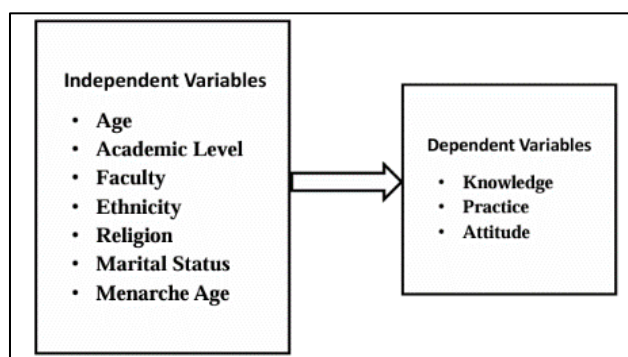 Independent Variables
• Age
• Academic Level
• Faculty
• Ethnicity
• Religion
• Marital Status
• Menarche Age
Dependent Variables
• Knowledge
• Practice
• Attitude